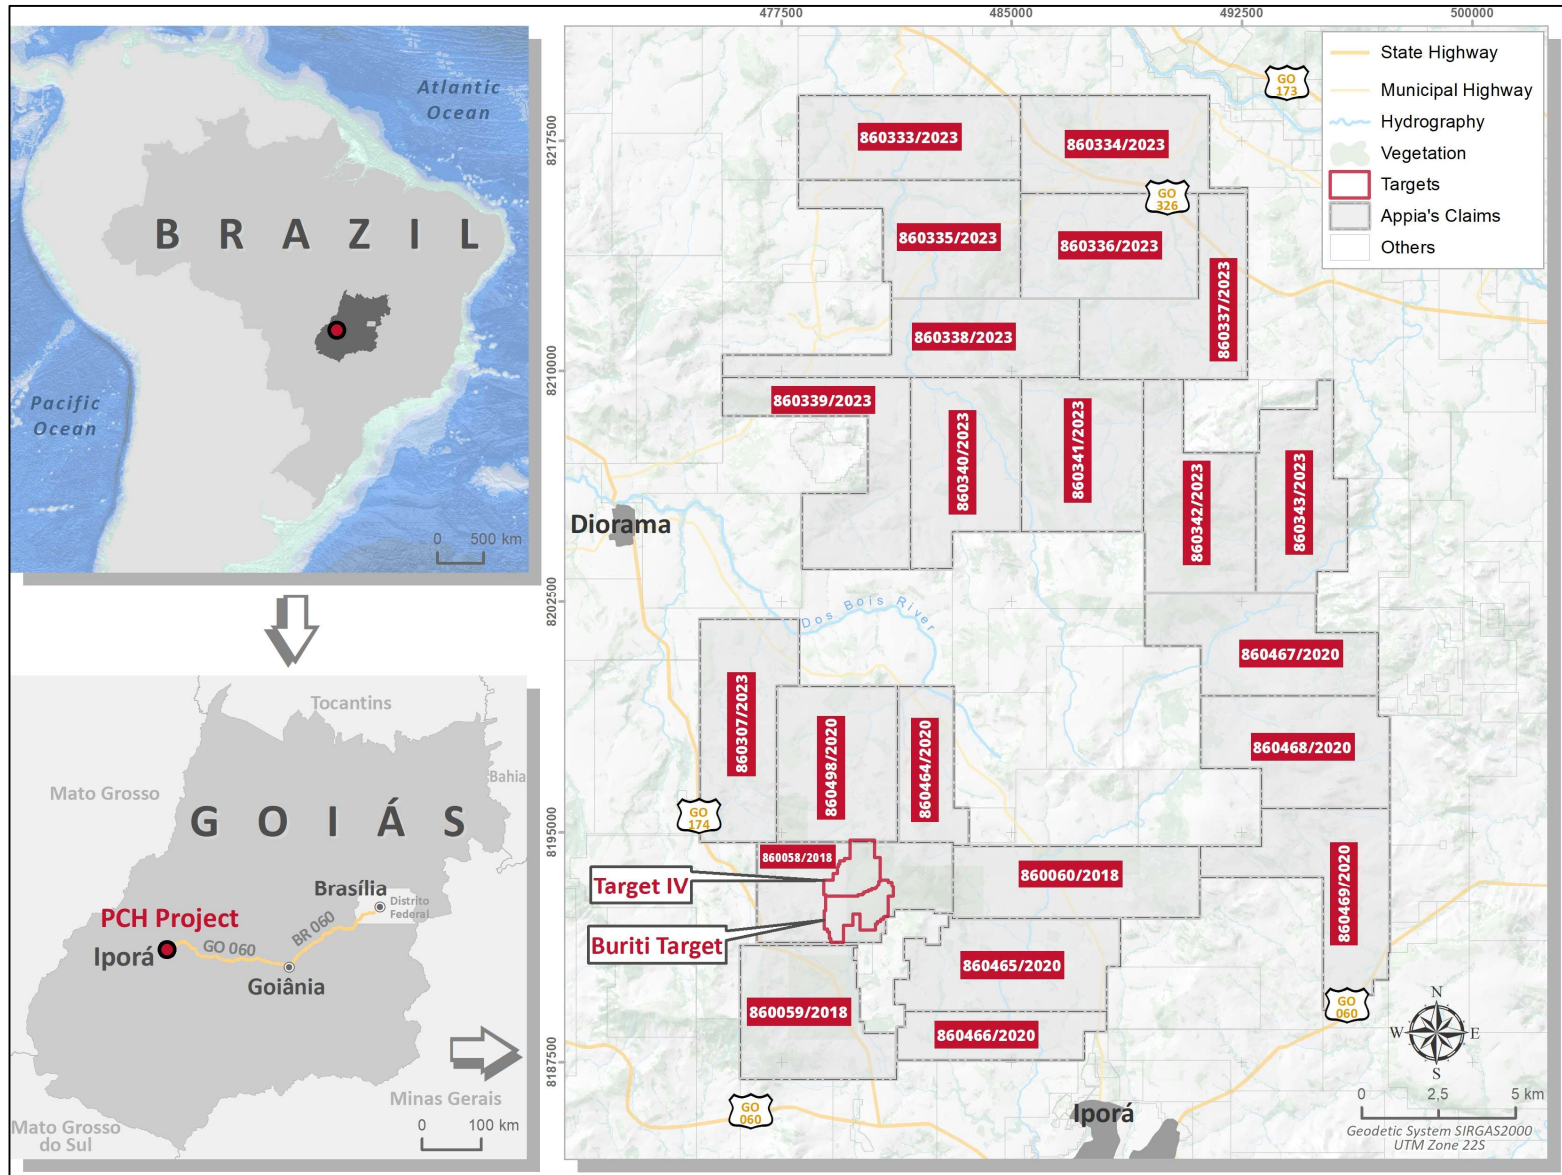 Atlantic
Ocean
BRAZIL
Pacific
Ocean
0 500 km
Tocantins
Bahia
Mato Grosso
GOIÁS
Brasília
Distrito
Federal
PCH Project
BR 060
GO 060
Iporá
Goiânia
Minas Gerais
Mato Grosso
do Sul
0 100 km
477500 485000 492500 500000
8217500
8210000
8202500
8195000
8187500
State Highway
Municipal Highway
Hydrography
Vegetation
Targets
Appia's Claims
Others
GO
173
860333/2023
860334/2023
GO
326
860335/2023
860336/2023
860337/2023
860338/2023
860339/2023
860340/2023
860341/2023
860342/2023
860343/2023
Diorama
Dos Bois River
860467/2020
860307/2023
860498/2020
860464/2020
860468/2020
GO
174
860058/2018
Target IV
860060/2018
860469/2020
Buriti Target
860465/2020
860059/2018
860466/2020
GO
060
GO
060
Iporá
N
W E
S
0 2,5 5 km
Geodetic System SIRGAS2000
UTM Zone 22S